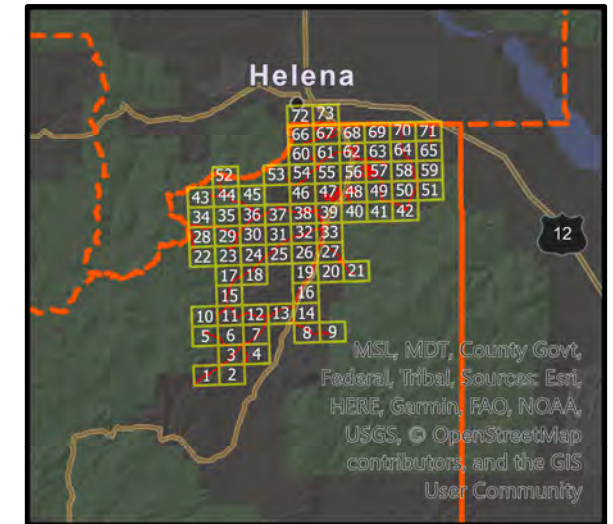 Helena
72 73
66 67 68 69 70 71
60 61 62 63 64 65
52 53 54 55 56 57 58 59
43 44 45 46 47 48 49 50 51
34 35 36 37 38 39 40 41 42
28 29 30 31 32 33
12
22 23 24 25 26 27
17 18 19 20 21
15 16
10 11 12 13 14
5 6 7 8 9
3 4
1 2
MSL, MDT, County Govt,
Federal, Tribal, Sources: Esri,
HERE, Garmin, FAO, NOAA,
USGS, © OpenStreetMap
contributors, and the GIS
User Community